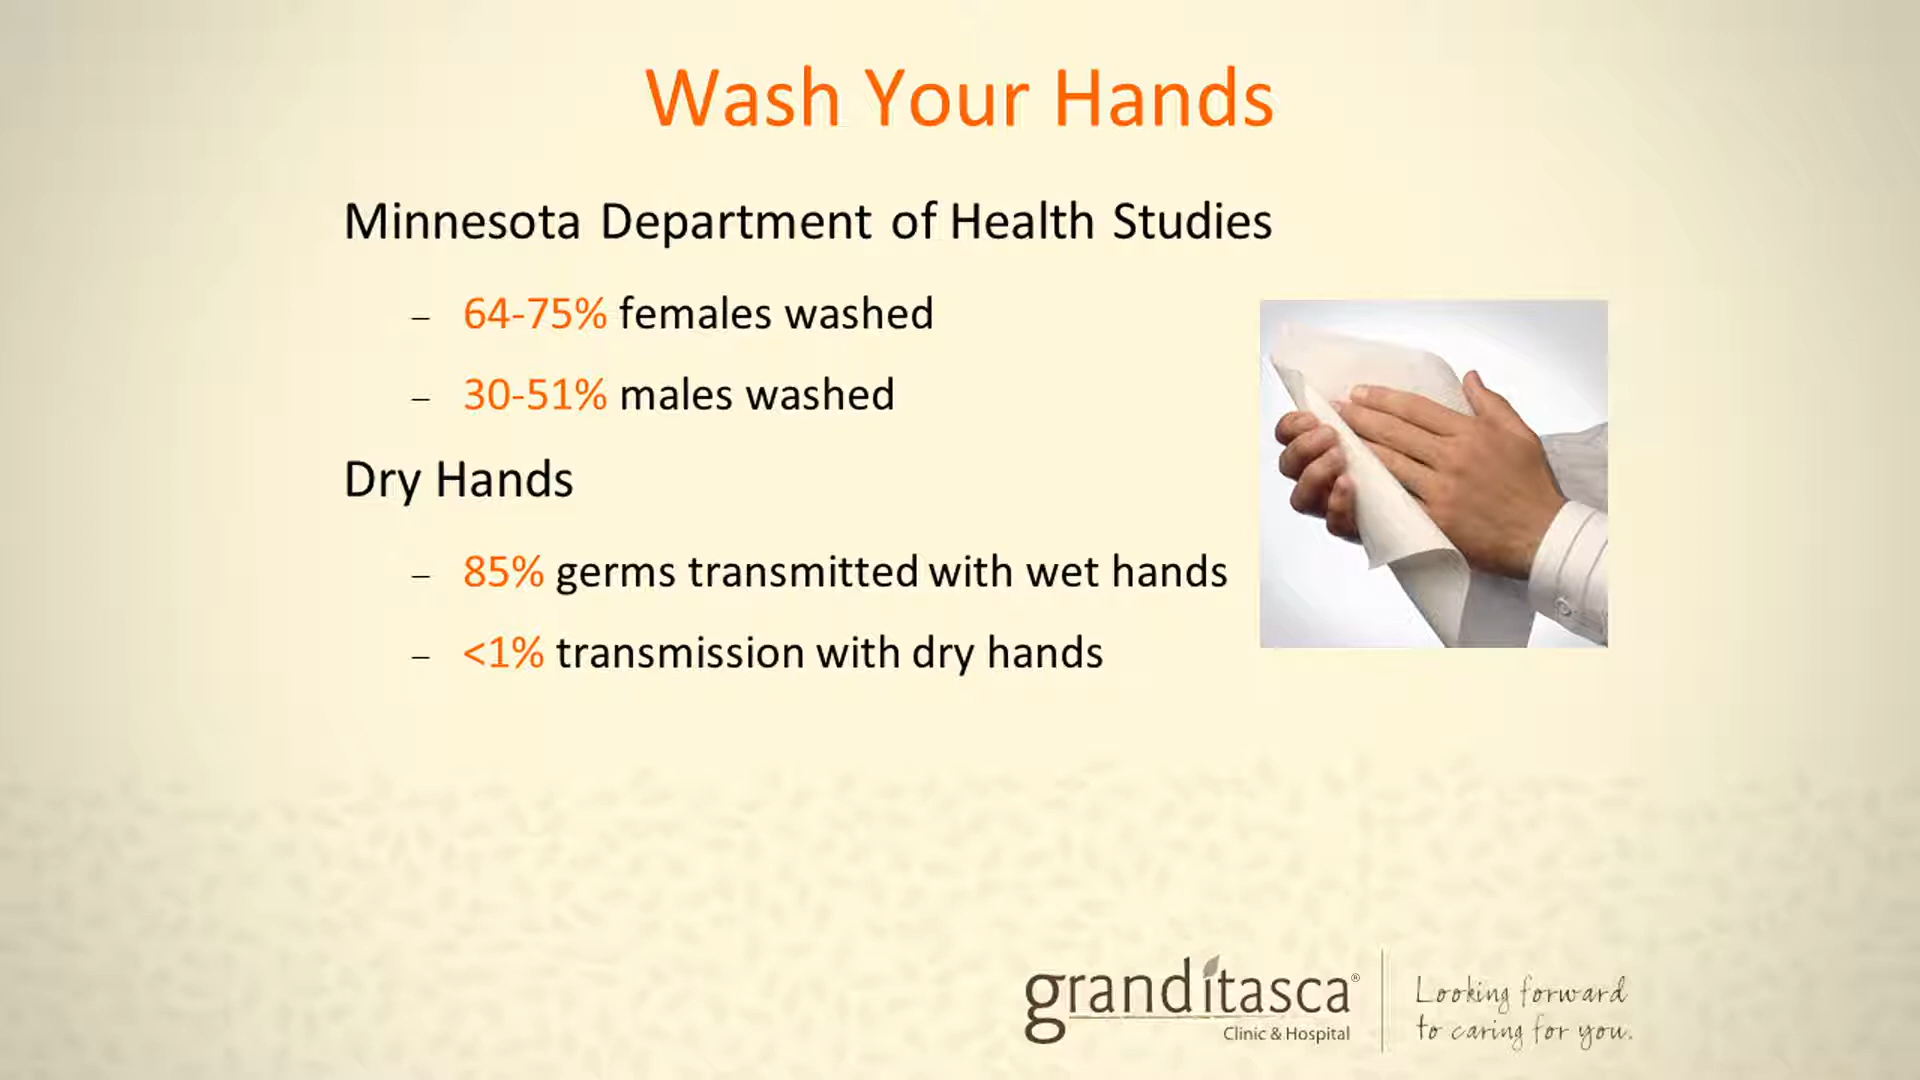 Wash Your Hands
Minnesota Department of Health Studies
– 64-75% females washed
– 30-51% males washed
Dry Hands
– 85% germs transmitted with wet hands
– <1% transmission with dry hands
granditasca®
Clinic & Hospital
Looking forward
to caring for you.